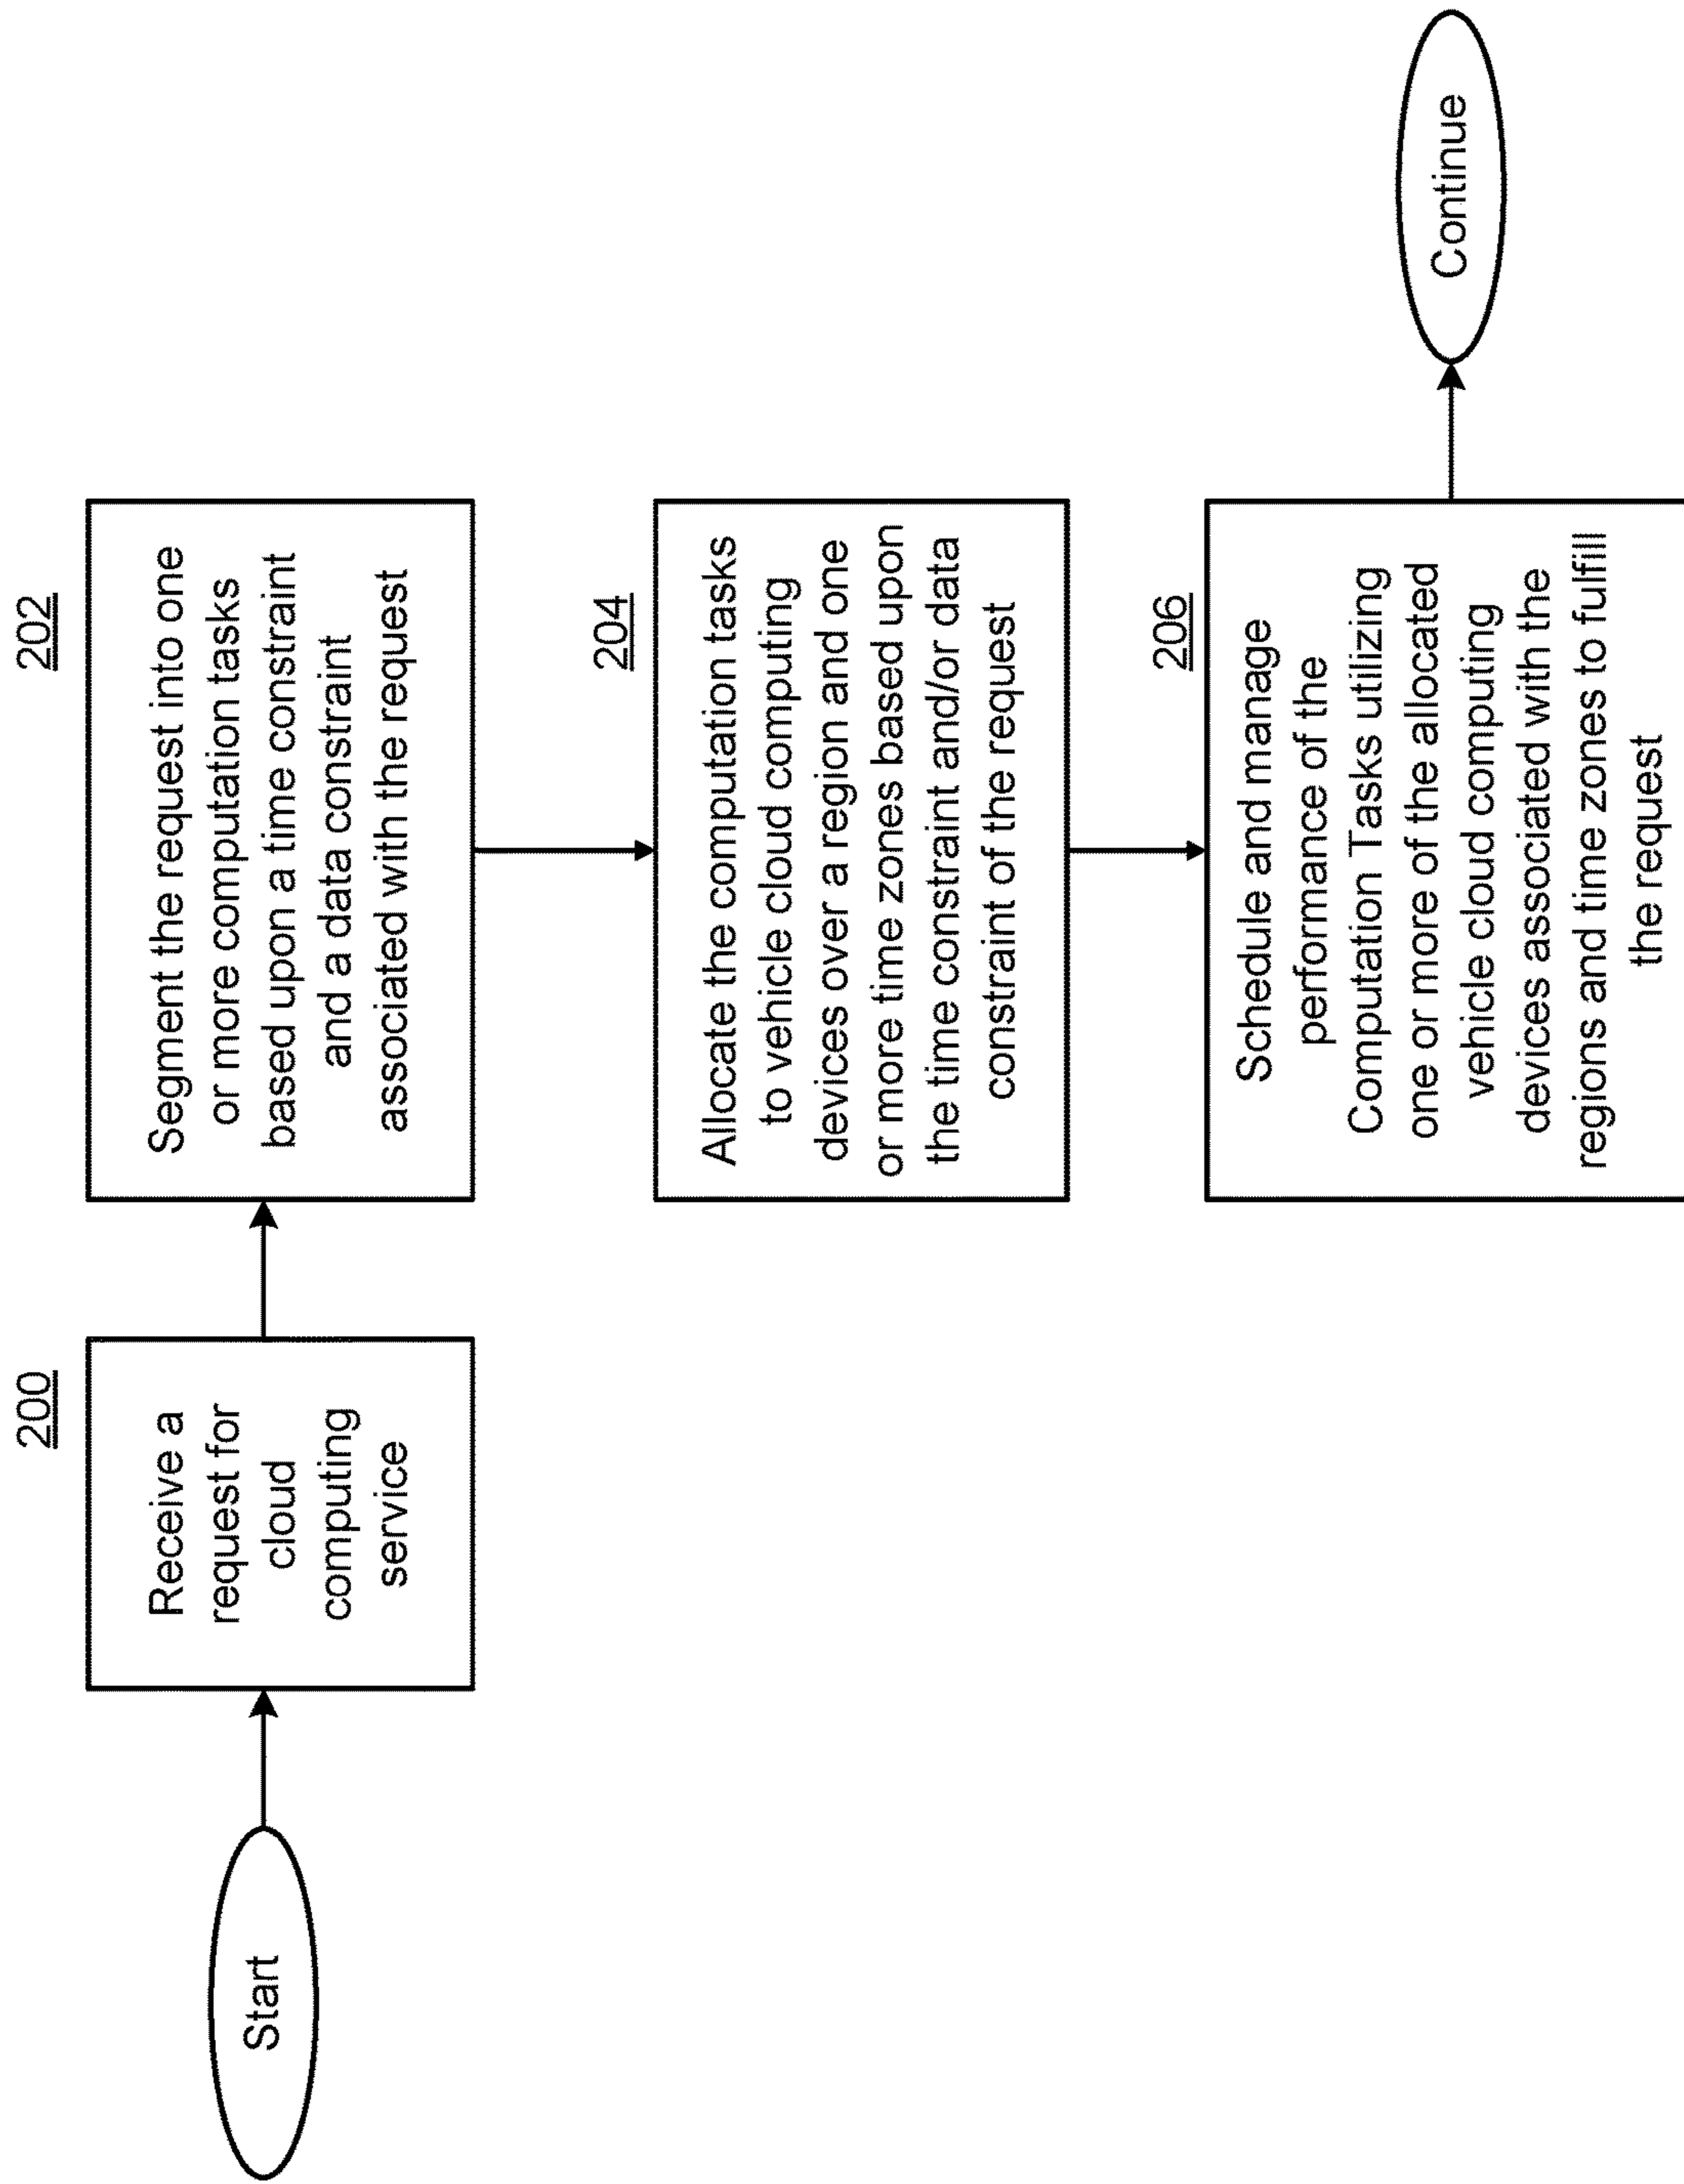 Start
200
Receive a
request for
cloud
computing
service
202
Segment the request into one
or more computation tasks
based upon a time constraint
and a data constraint
associated with the request
204
Allocate the computation tasks
to vehicle cloud computing
devices over a region and one
or more time zones based upon
the time constraint and/or data
constraint of the request
206
Schedule and manage
performance of the
Computation Tasks utilizing
one or more of the allocated
vehicle cloud computing
devices associated with the
regions and time zones to fulfill
the request
Continue